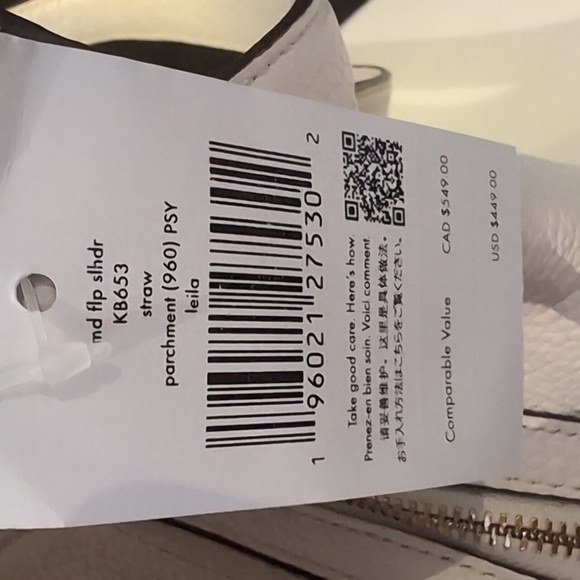 md flp slhdr
KB653
straw
parchment (960) PSY
leila
1 96021 27530 2
Take good care. Here's how.
Prenez-en bien soin. Voici comment.
请妥善维护。这里是具体做法。
お手入れ方法はこちらをご覧ください。
Comparable Value CAD $549.00
USD $449.00